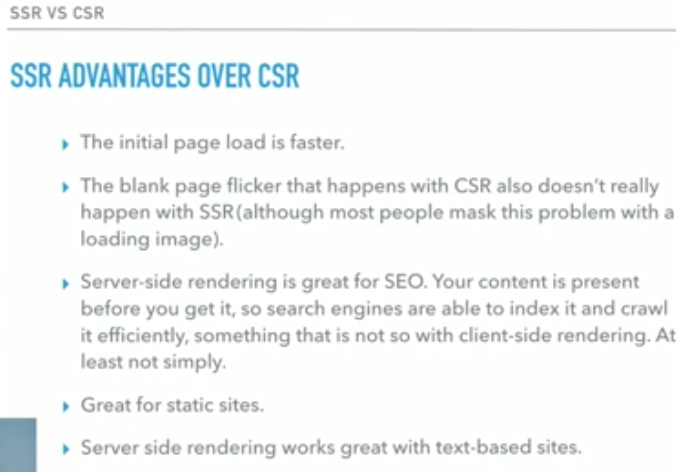 SSR VS CSR
SSR ADVANTAGES OVER CSR
▸ The initial page load is faster.
▸ The blank page flicker that happens with CSR also doesn't really
happen with SSR(although most people mask this problem with a
loading image).
▸ Server-side rendering is great for SEO. Your content is present
before you get it, so search engines are able to index it and crawl
it efficiently, something that is not so with client-side rendering. At
least not simply.
▸ Great for static sites.
▸ Server side rendering works great with text-based sites.